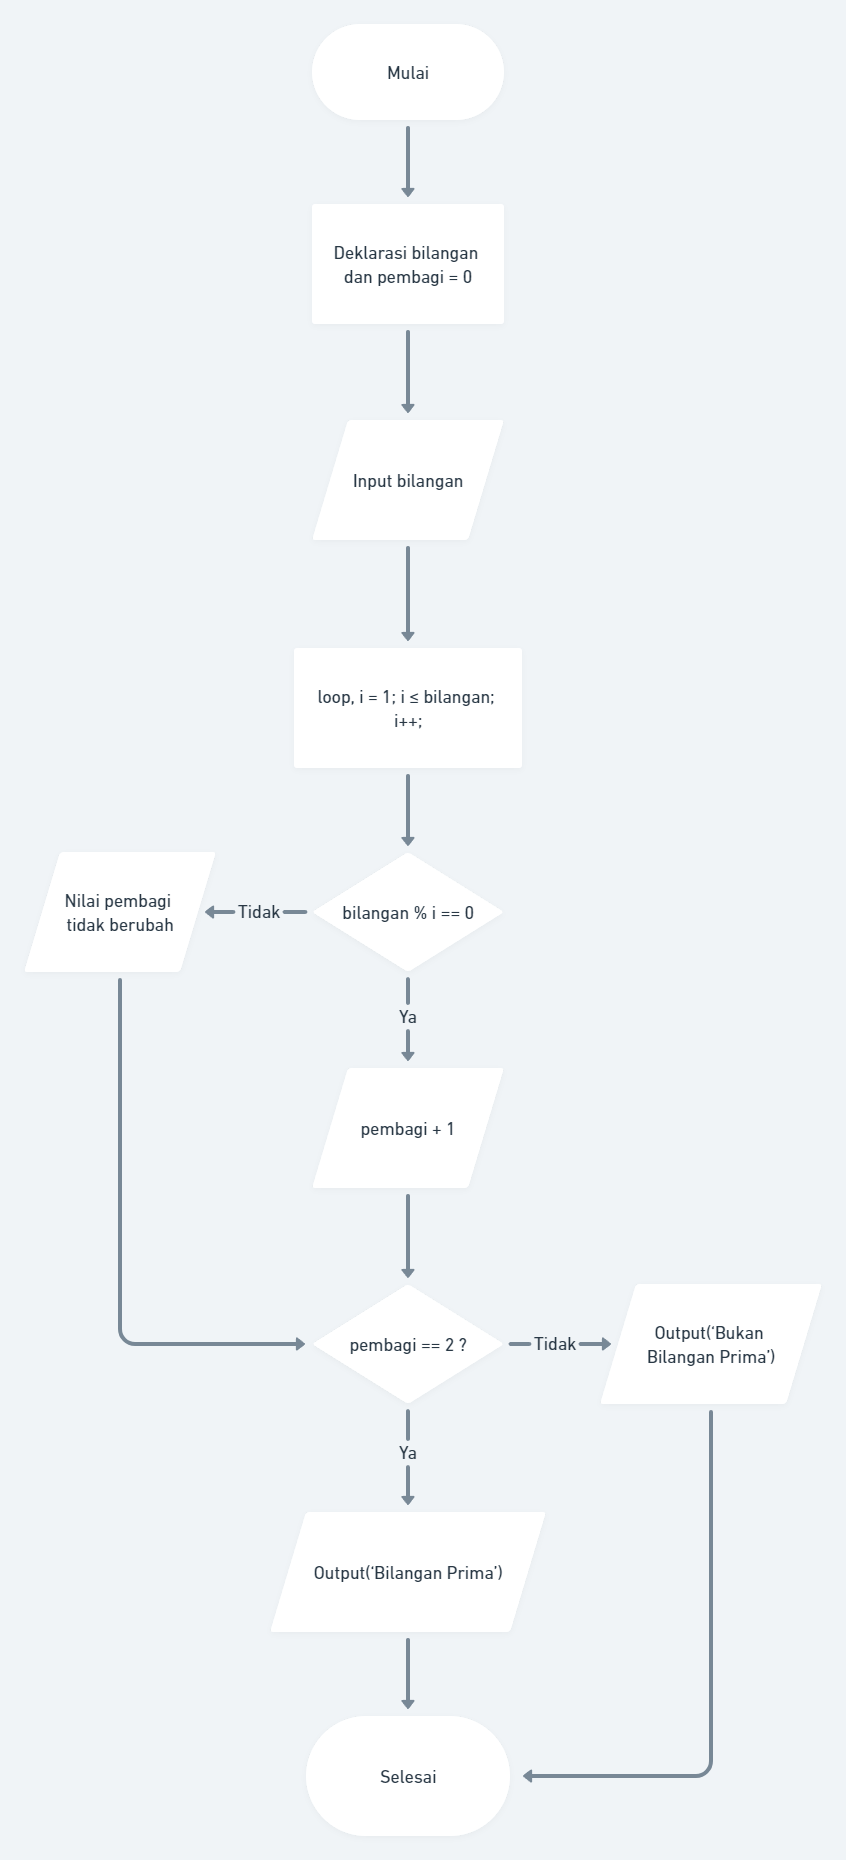 Mulai
Deklarasi bilangan
dan pembagi = 0
Input bilangan
loop, i = 1; i ≤ bilangan;
i++;
Nilai pembagi
tidak berubah
Tidak
bilangan % i == 0
Ya
pembagi + 1
pembagi == 2 ?
Tidak
Output(‘Bukan
Bilangan Prima’)
Ya
Output(‘Bilangan Prima’)
Selesai